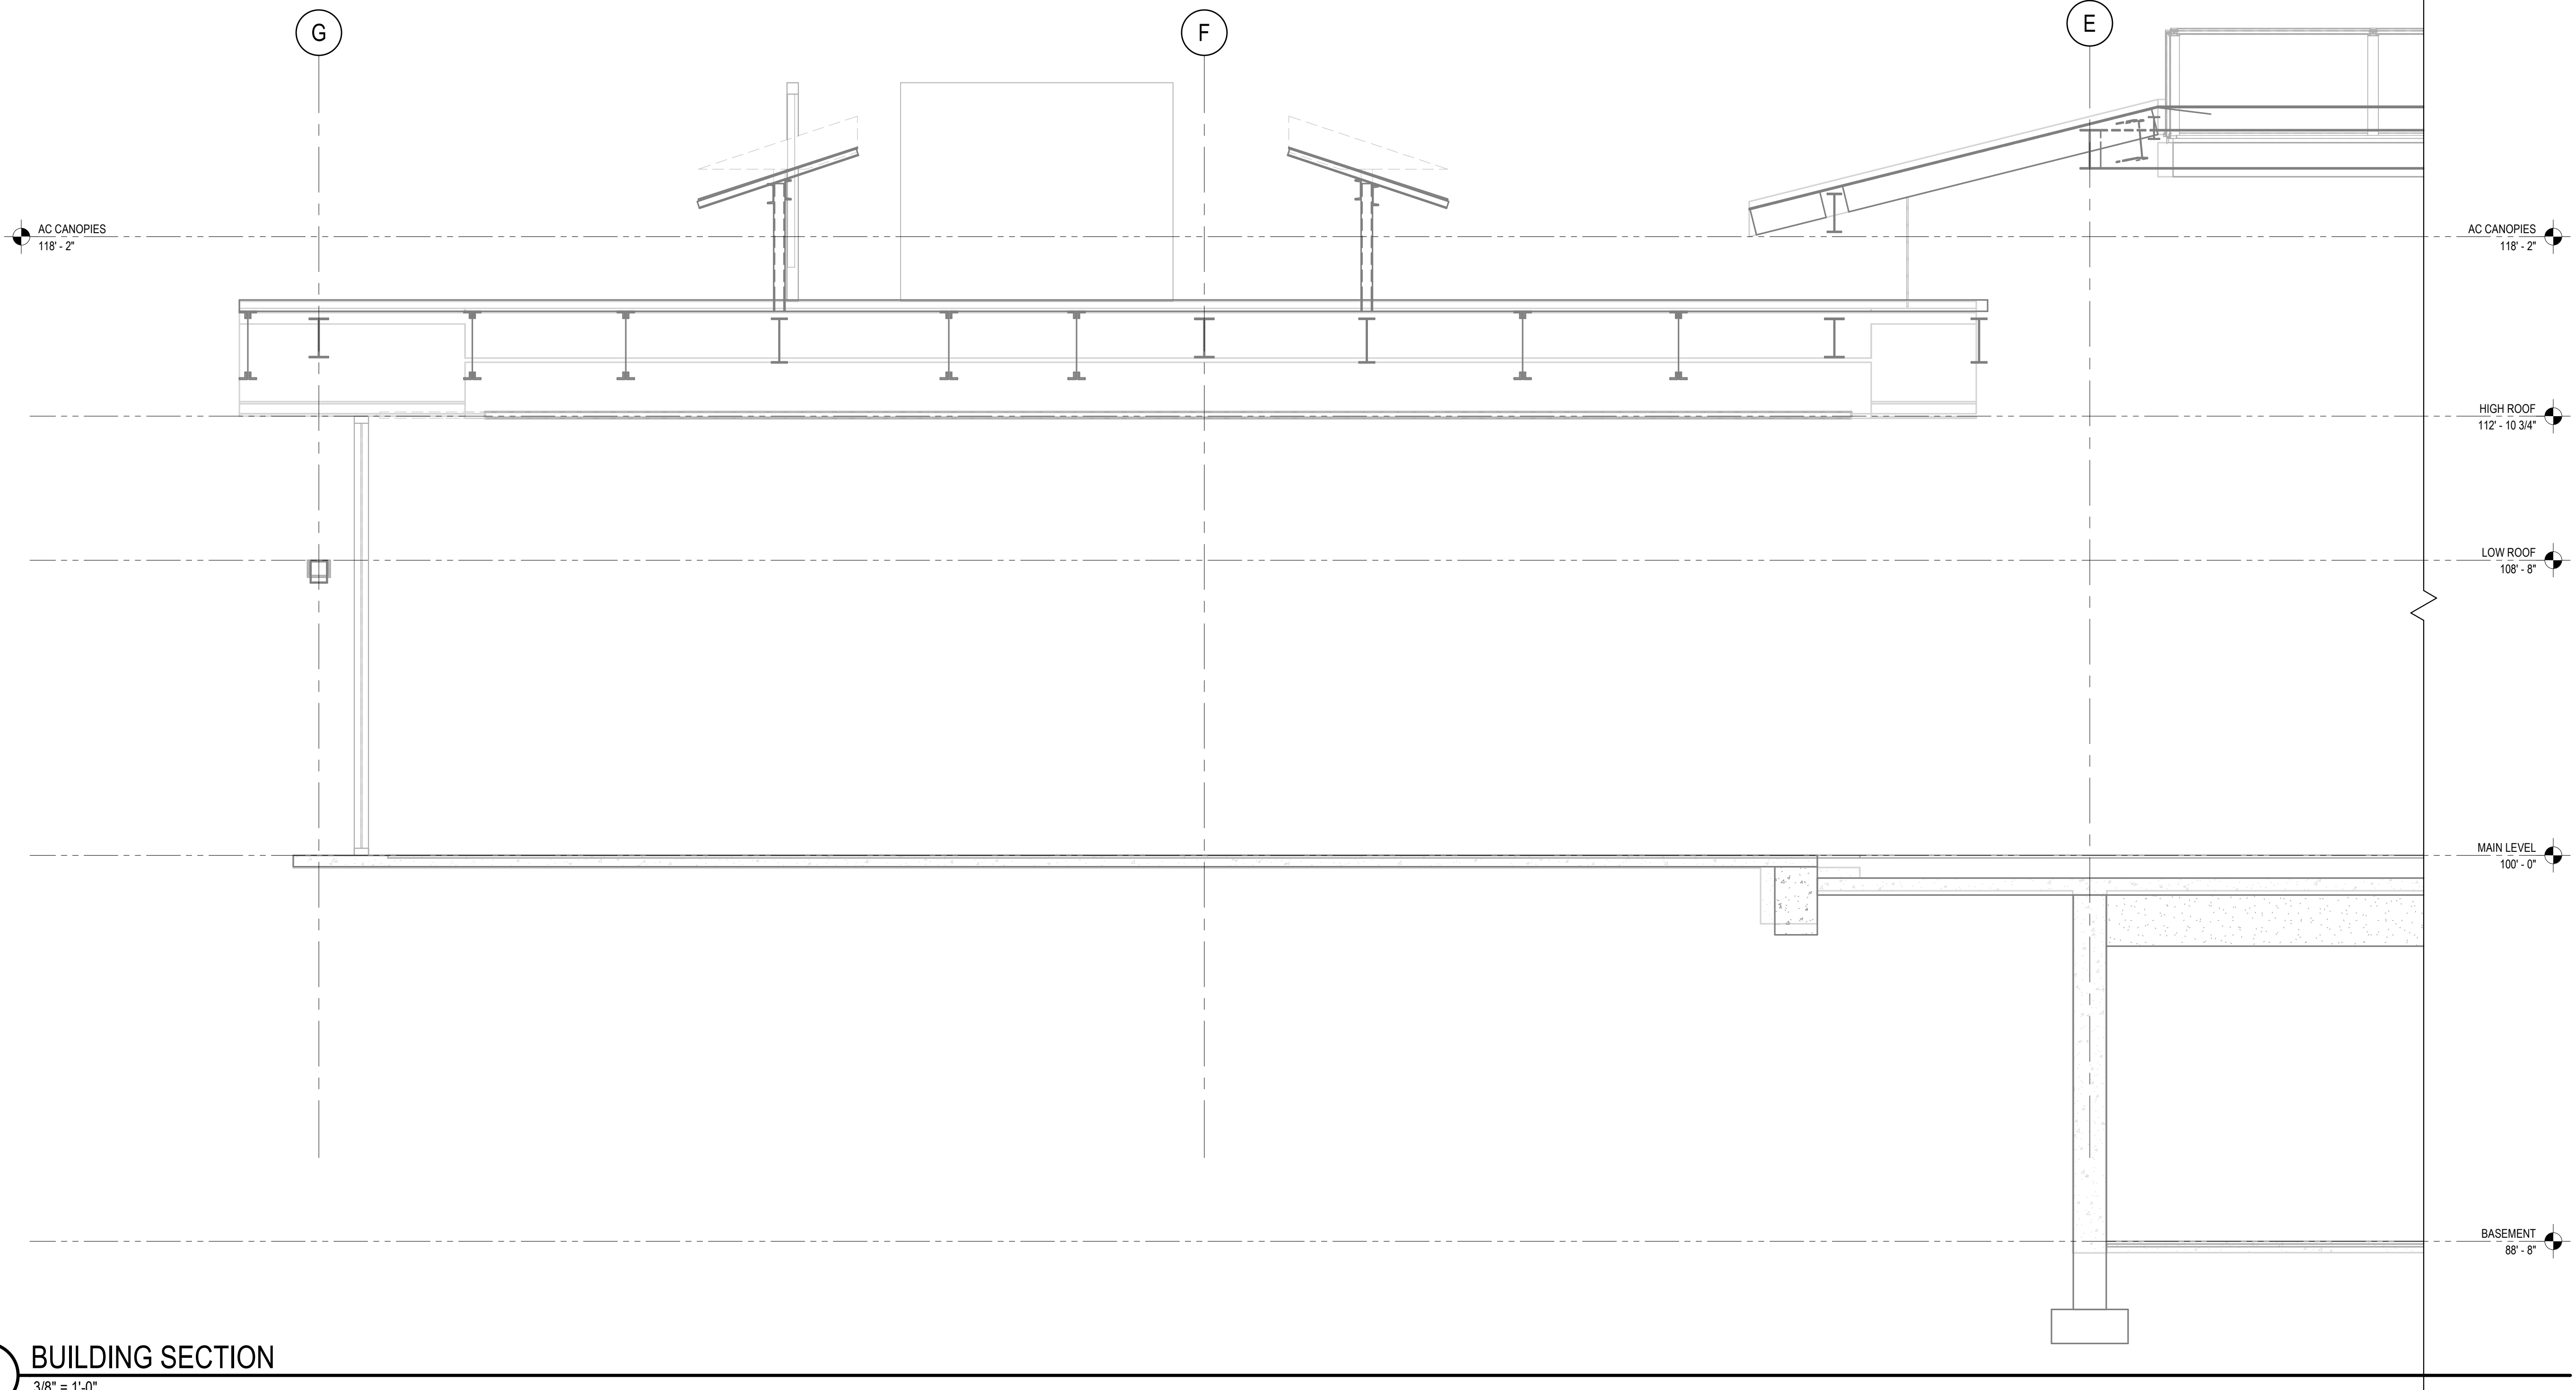 G
F
E
AC CANOPIES
118' - 2"
AC CANOPIES
118' - 2"
HIGH ROOF
112' - 10 3/4"
LOW ROOF
108' - 8"
MAIN LEVEL
100' - 0"
BASEMENT
88' - 8"
BUILDING SECTION
3/8" = 1'-0"